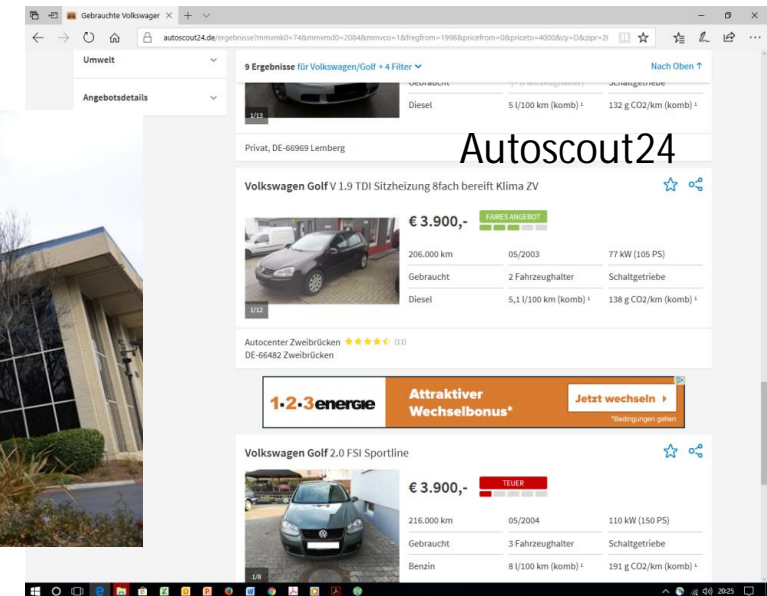 Gebrauchte Volkswager
autoscout24.de/ergebnisse?mmvmk0=74&mmvmd0=2084&mmvco=1&fregfrom=1998&pricefrom=0&priceto=4000&cy=D&zipr=2
Umwelt
Angebotsdetails
9 Ergebnisse für Volkswagen/Golf + 4 Filter
Nach Oben ↑
Gebraucht
Schaltgetriebe
Diesel
5 l/100 km (komb) ¹
132 g CO2/km (komb) ¹
1/13
Privat, DE-66969 Lemberg
Autoscout24
Volkswagen Golf V 1.9 TDI Sitzheizung 8fach bereift Klima ZV
€ 3.900,-
FAIRES ANGEBOT
206.000 km
05/2003
77 kW (105 PS)
Gebraucht
2 Fahrzeughalter
Schaltgetriebe
Diesel
5,1 l/100 km (komb) ¹
138 g CO2/km (komb) ¹
1/12
Autocenter Zweibrücken (11)
DE-66482 Zweibrücken
1·2·3energie
Attraktiver
Wechselbonus*
Jetzt wechseln
*Bedingungen gelten
Volkswagen Golf 2.0 FSI Sportline
€ 3.900,-
TEUER
216.000 km
05/2004
110 kW (150 PS)
Gebraucht
3 Fahrzeughalter
Schaltgetriebe
Benzin
8 l/100 km (komb) ¹
191 g CO2/km (komb) ¹
1/8
20:25